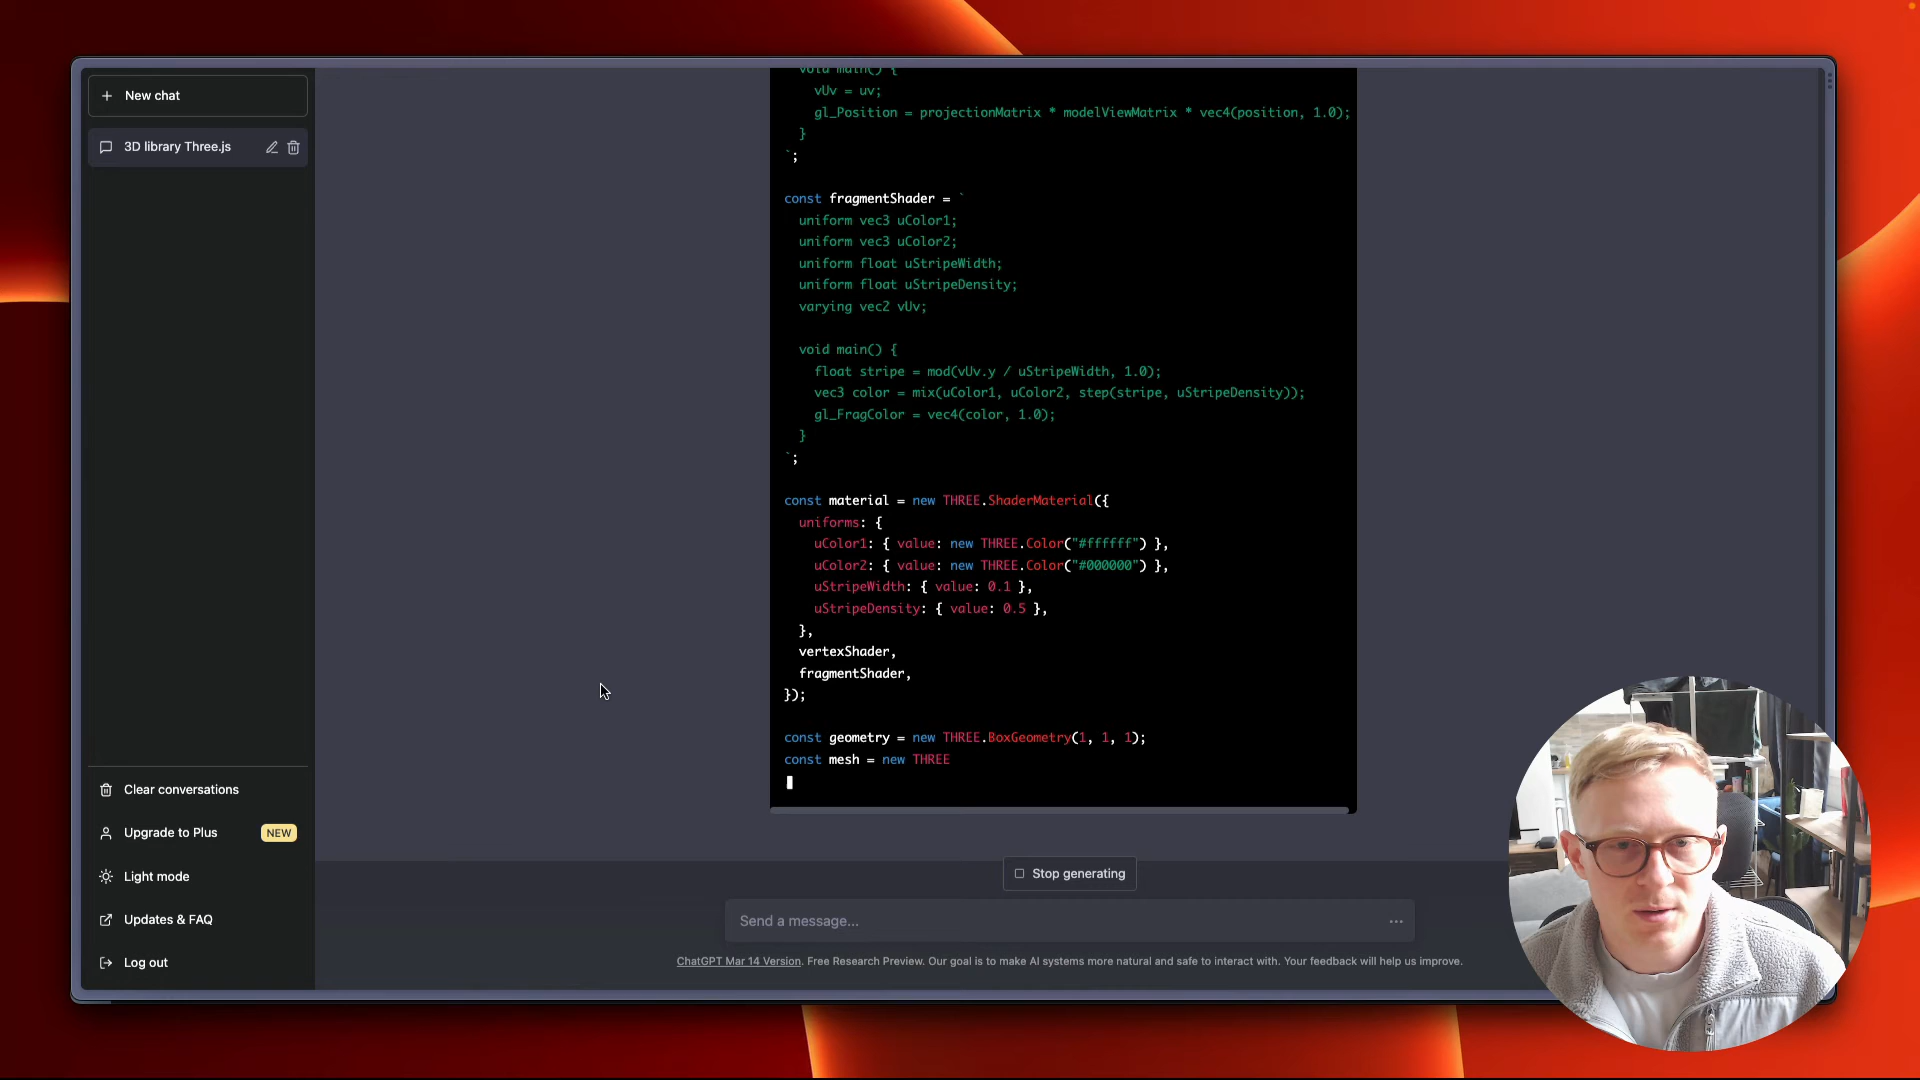 New chat
3D library Three.js
Clear conversations
Upgrade to Plus NEW
Light mode
Updates & FAQ
Log out
void main() {
vUv = uv;
gl_Position = projectionMatrix * modelViewMatrix * vec4(position, 1.0);
}
`;
const fragmentShader = `
uniform vec3 uColor1;
uniform vec3 uColor2;
uniform float uStripeWidth;
uniform float uStripeDensity;
varying vec2 vUv;
void main() {
float stripe = mod(vUv.y / uStripeWidth, 1.0);
vec3 color = mix(uColor1, uColor2, step(stripe, uStripeDensity));
gl_FragColor = vec4(color, 1.0);
}
`;
const material = new THREE.ShaderMaterial({
uniforms: {
uColor1: { value: new THREE.Color("#ffffff") },
uColor2: { value: new THREE.Color("#000000") },
uStripeWidth: { value: 0.1 },
uStripeDensity: { value: 0.5 },
},
vertexShader,
fragmentShader,
});
const geometry = new THREE.BoxGeometry(1, 1, 1);
const mesh = new THREE
Stop generating
Send a message...
ChatGPT Mar 14 Version. Free Research Preview. Our goal is to make AI systems more natural and safe to interact with. Your feedback will help us improve.